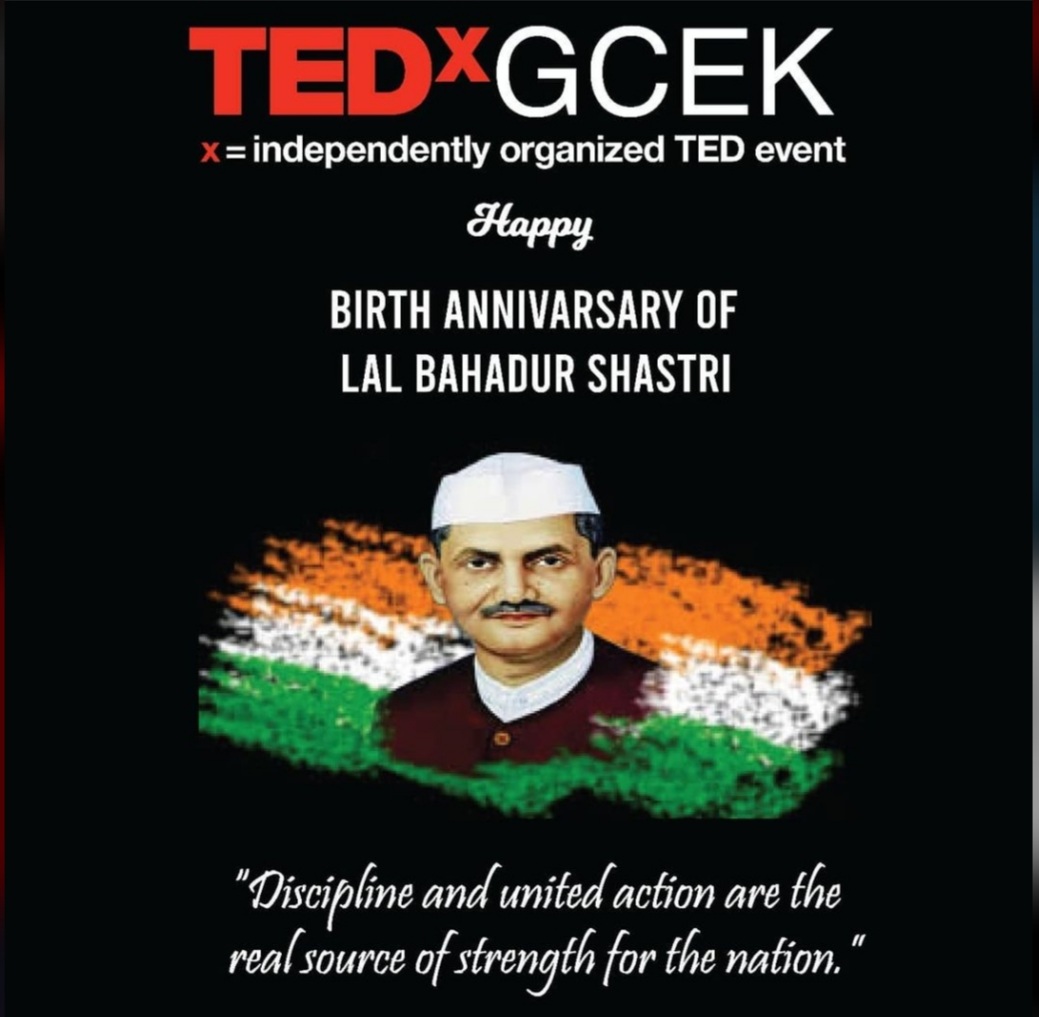 TEDxGCEK
x = independently organized TED event
Happy
BIRTH ANNIVARSARY OF
LAL BAHADUR SHASTRI
"Discipline and united action are the
real source of strength for the nation."